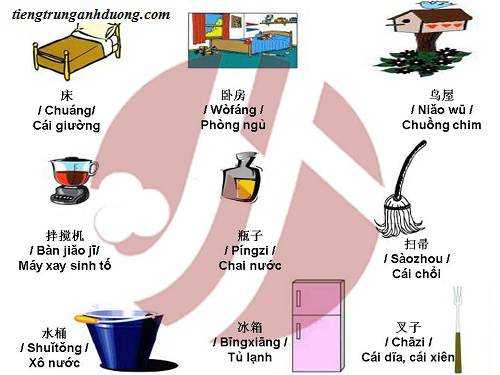 tiengtrunganhduong.com
床
/ Chuáng/
Cái giường
卧房
/ Wòfáng /
Phòng ngủ
鸟屋
/ Niǎo wū /
Chuồng chim
拌搅机
/ Bàn jiǎo jī/
Máy xay sinh tố
瓶子
/ Píngzi /
Chai nước
扫帚
/ Sàozhou /
Cái chổi
水桶
/ Shuǐtǒng /
Xô nước
冰箱
/ Bīngxiāng /
Tủ lạnh
叉子
/ Chāzi /
Cái dĩa, cái xiên